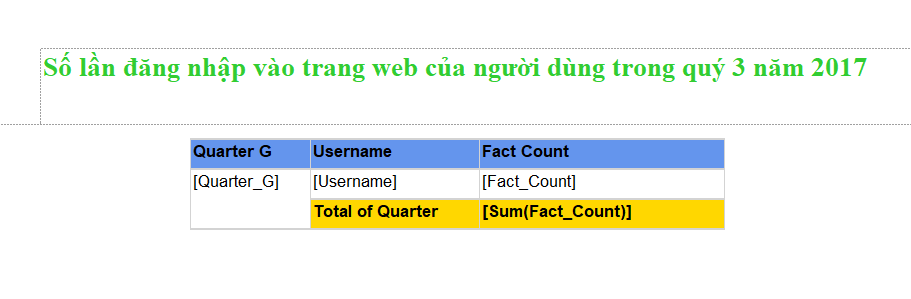 Số lần đăng nhập vào trang web của người dùng trong quý 3 năm 2017
Quarter G Username Fact Count
[Quarter_G] [Username] [Fact_Count]
Total of Quarter [Sum(Fact_Count)]